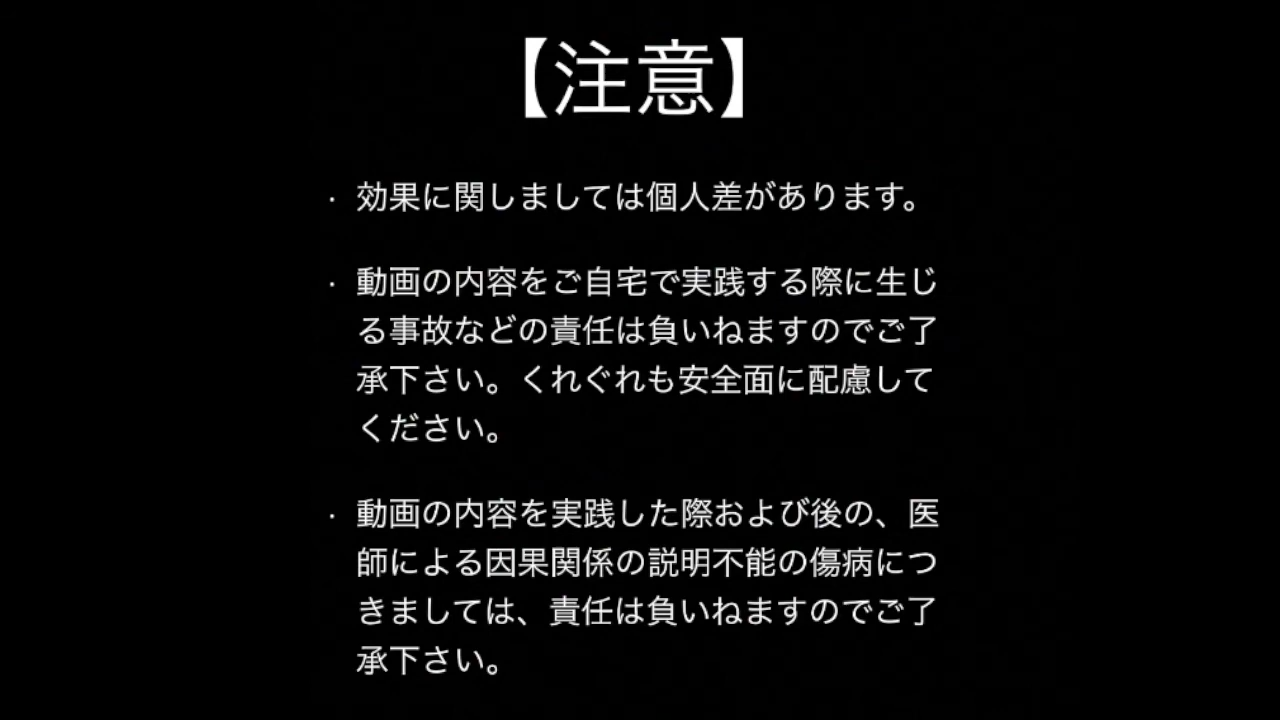 【注意】
・効果に関しましては個人差があります。
・動画の内容をご自宅で実践する際に生じ
る事故などの責任は負いねますのでご了
承下さい。くれぐれも安全面に配慮して
ください。
・動画の内容を実践した際および後の、医
師による因果関係の説明不能の傷病につ
きましては、責任は負いねますのでご了
承下さい。